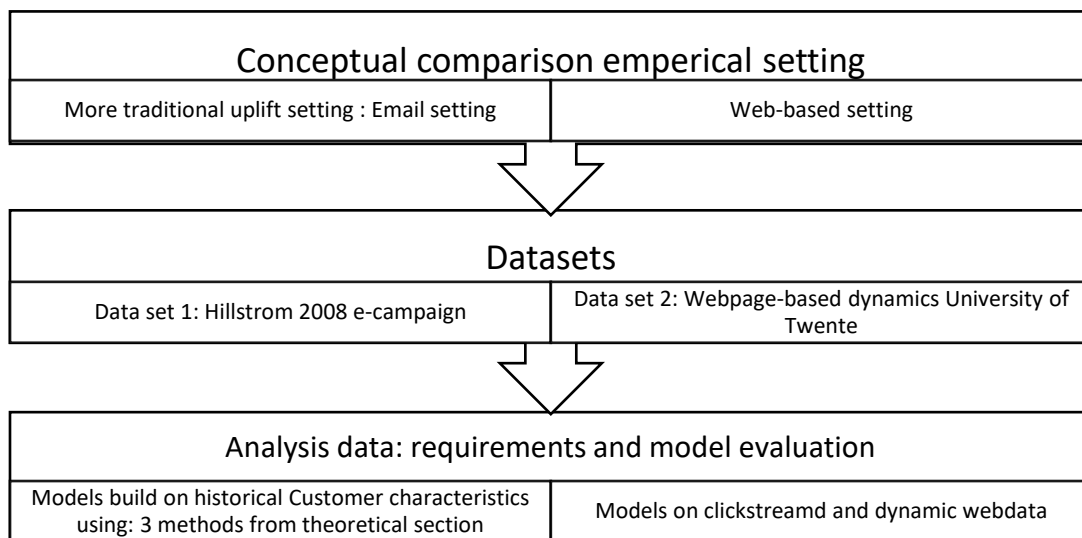 Conceptual comparison emperical setting
More traditional uplift setting : Email setting
Web-based setting
Datasets
Data set 1: Hillstrom 2008 e-campaign
Data set 2: Webpage-based dynamics University of
Twente
Analysis data: requirements and model evaluation
Models build on historical Customer characteristics
using: 3 methods from theoretical section
Models on clickstreamd and dynamic webdata